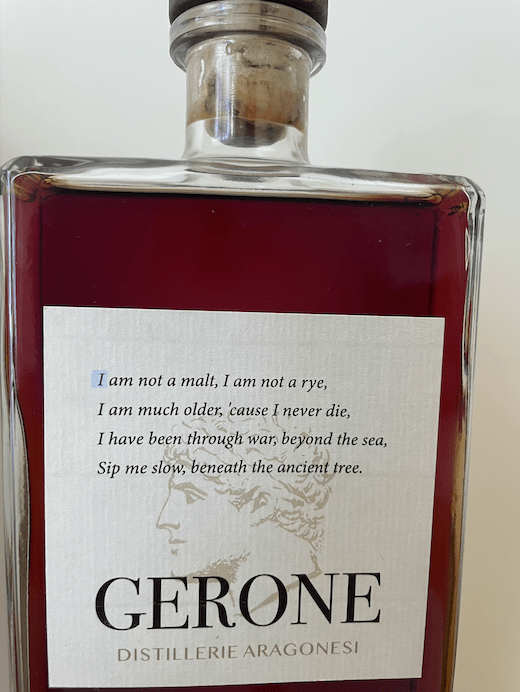 I am not a malt, I am not a rye,
I am much older, 'cause I never die,
I have been through war, beyond the sea,
Sip me slow, beneath the ancient tree.
GERONE
DISTILLERIE ARAGONESI